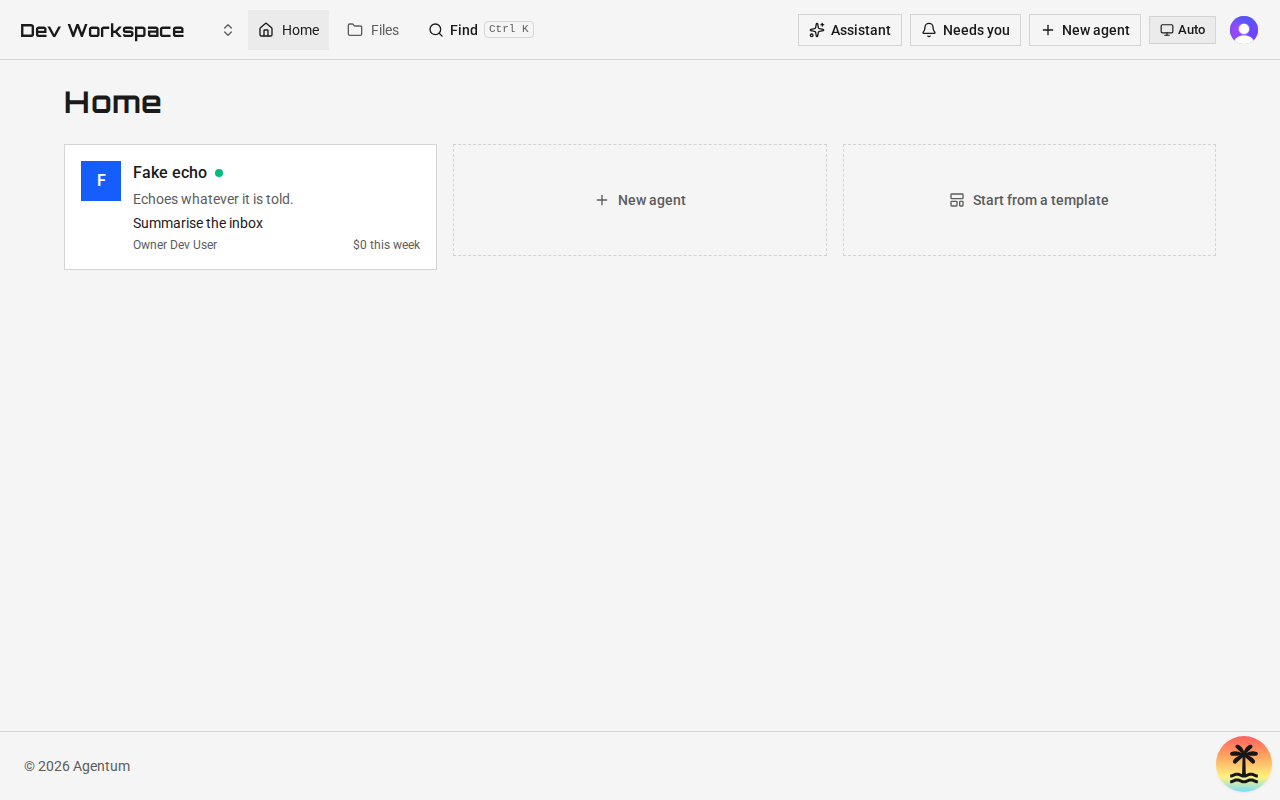 Dev Workspace
Home
Files
Find Ctrl K
Assistant
Needs you
New agent
Auto
Home
F
Fake echo
Echoes whatever it is told.
Summarise the inbox
Owner Dev User
$0 this week
New agent
Start from a template
© 2026 Agentum